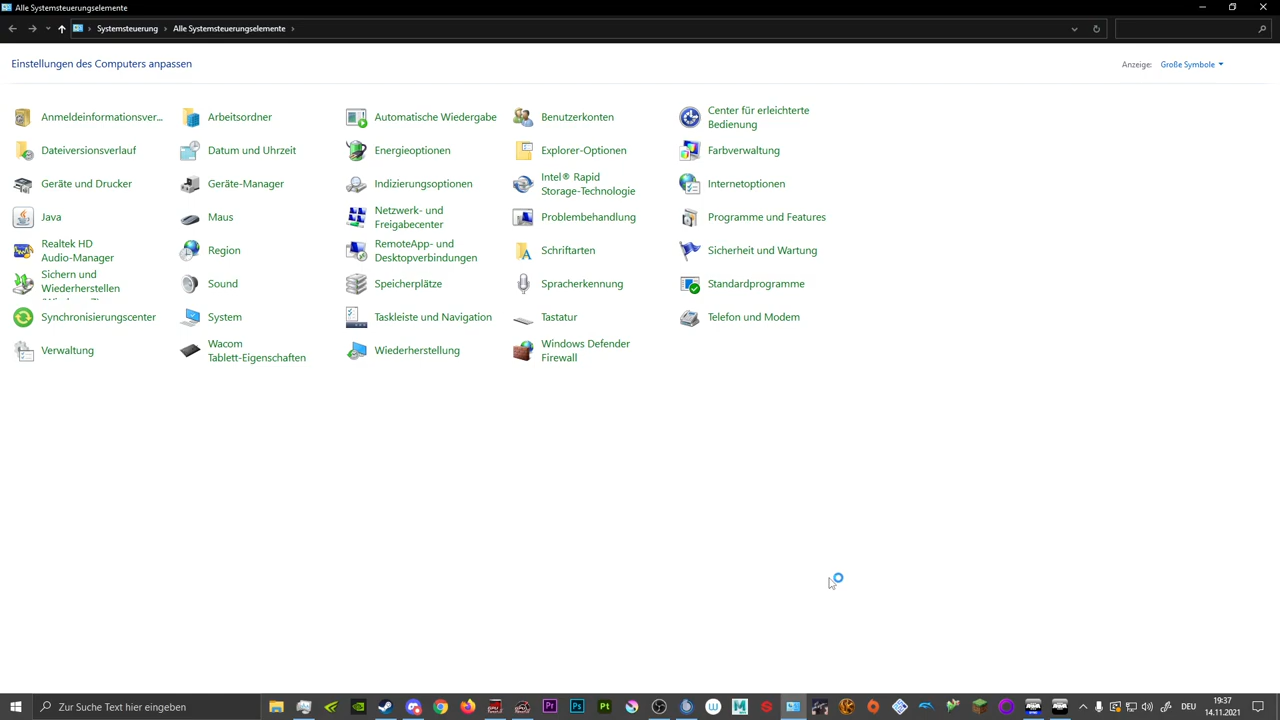 Alle Systemsteuerungselemente
Systemsteuerung
Alle Systemsteuerungselemente
Einstellungen des Computers anpassen
Anzeige: Große Symbole
Anmeldeinformationsver...
Arbeitsordner
Automatische Wiedergabe
Benutzerkonten
Center für erleichterte
Bedienung
Dateiversionsverlauf
Datum und Uhrzeit
Energieoptionen
Explorer-Optionen
Farbverwaltung
Geräte und Drucker
Geräte-Manager
Indizierungsoptionen
Intel® Rapid
Storage-Technologie
Internetoptionen
Java
Maus
Netzwerk- und
Freigabecenter
Problembehandlung
Programme und Features
Realtek HD
Audio-Manager
Region
RemoteApp- und
Desktopverbindungen
Schriftarten
Sicherheit und Wartung
Sichern und
Wiederherstellen
Sound
Speicherplätze
Spracherkennung
Standardprogramme
Synchronisierungscenter
System
Taskleiste und Navigation
Tastatur
Telefon und Modem
Verwaltung
Wacom
Tablett-Eigenschaften
Wiederherstellung
Windows Defender
Firewall
Zur Suche Text hier eingeben
Pr
Ps
Pt
DEU
19:37
14.11.2021